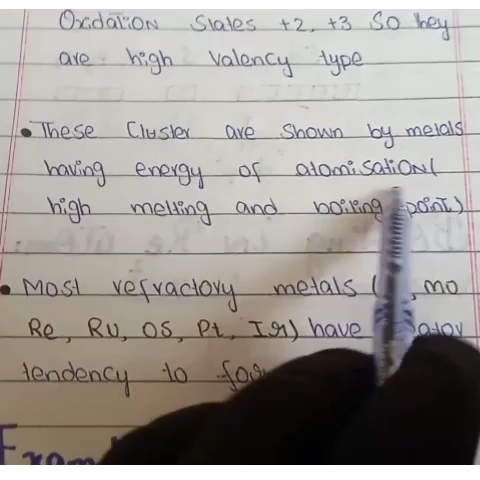 Oxidation States +2, +3 So they
are high valency type
• These Cluster are Shown by metals
having energy of atomisation (
high melting and boiling point)
• Most refractory metals ( , mo
Re, Ru, OS, Pt, Ir) have
tendency to
Exam